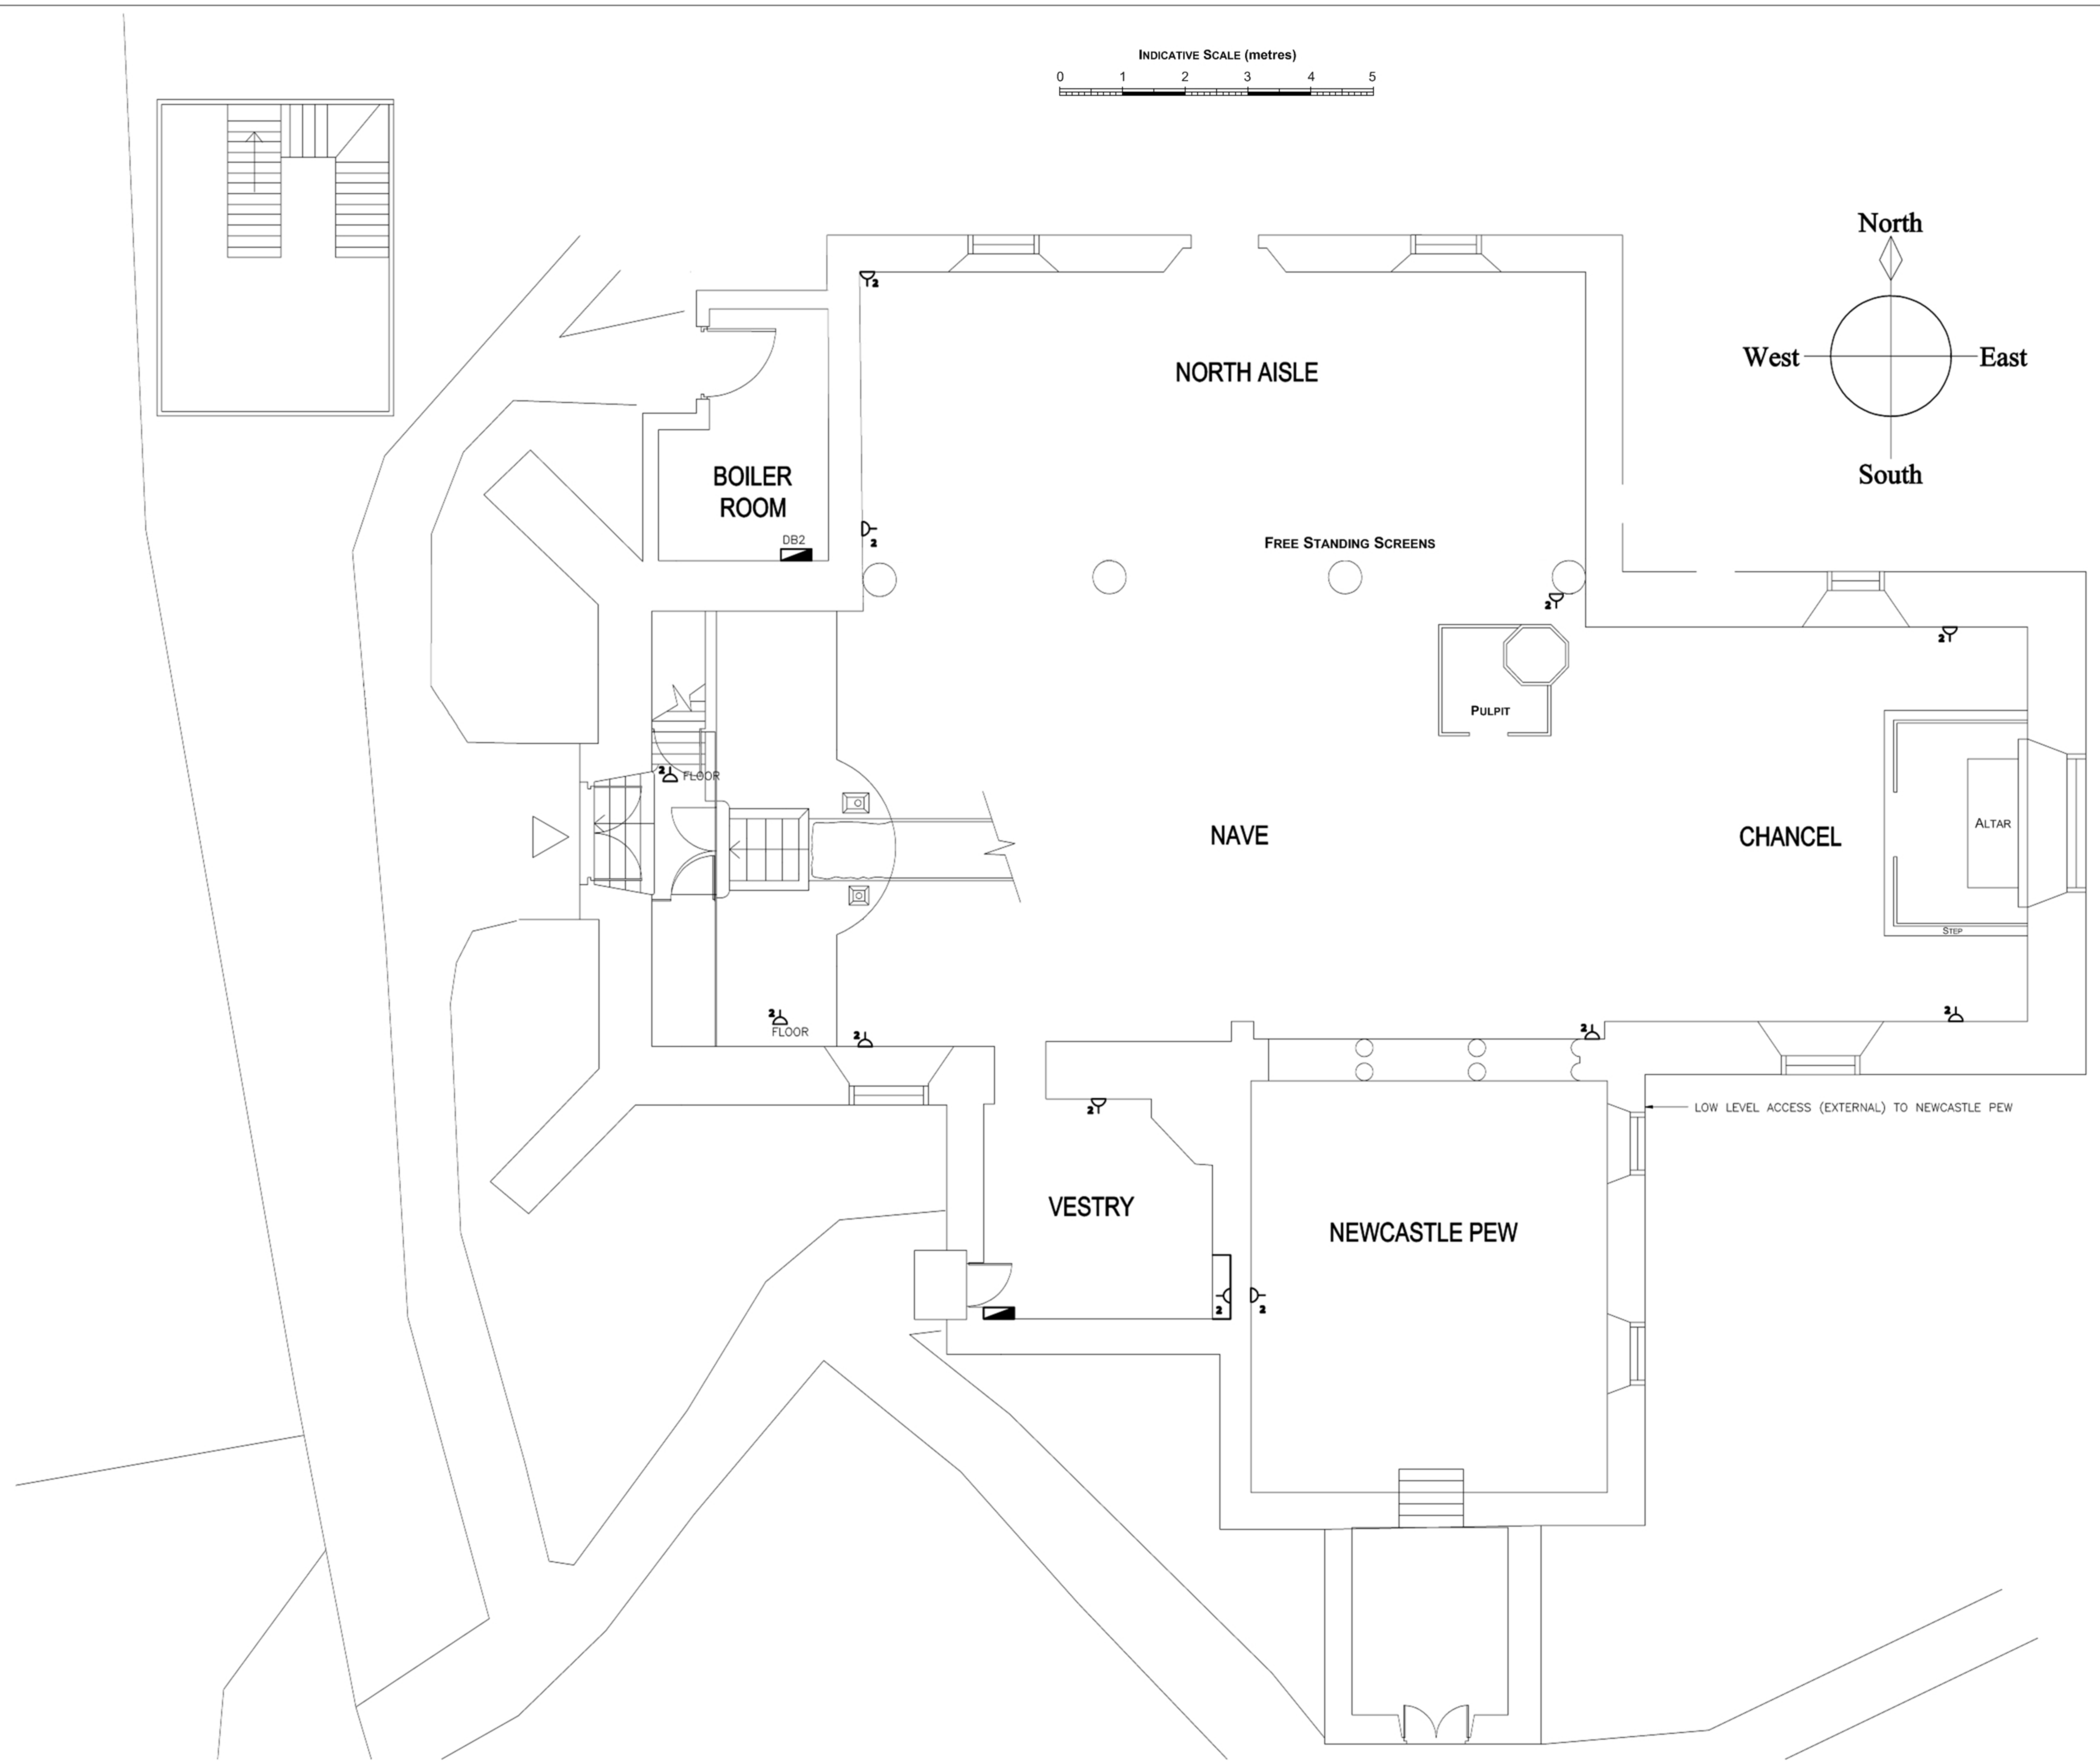 INDICATIVE SCALE (metres)
0 1 2 3 4 5
North
West East
South
2
NORTH AISLE
BOILER
ROOM
DB2
2
FREE STANDING SCREENS
2
2
PULPIT
2 FLOOR
NAVE
CHANCEL
ALTAR
STEP
2
FLOOR
2
2
2
2
LOW LEVEL ACCESS (EXTERNAL) TO NEWCASTLE PEW
VESTRY
NEWCASTLE PEW
2
2